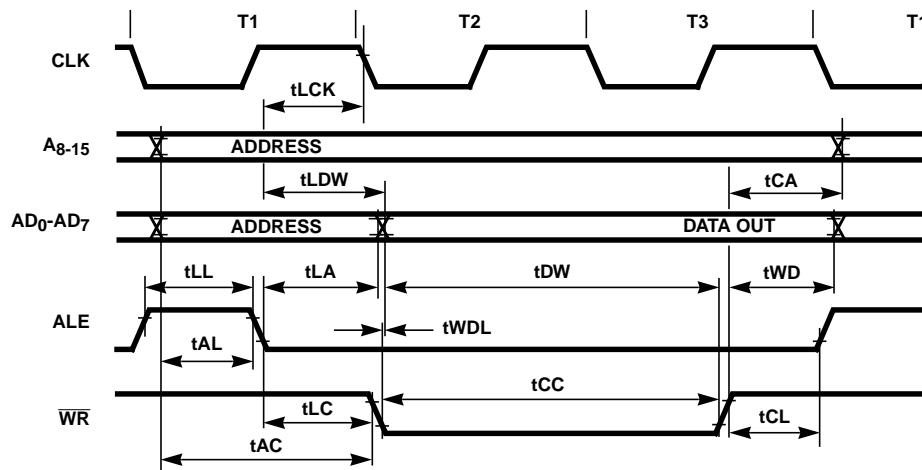 T1 T2 T3 T1
CLK
tLCK
A8-15 ADDRESS
tLDW tCA
AD0-AD7 ADDRESS DATA OUT
tLL tLA tDW tWD
ALE
tWDL
tAL
tCC
WR
tLC tCL
tAC